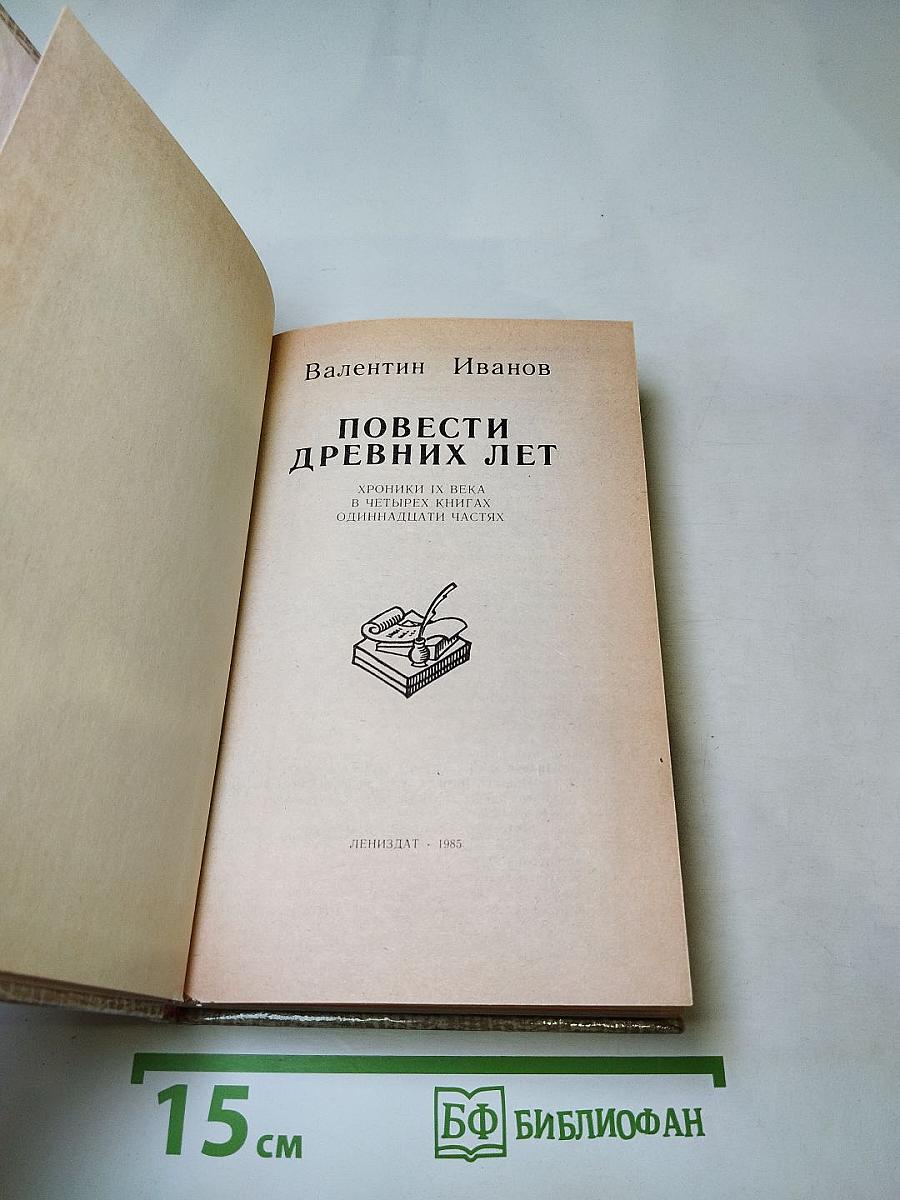 Валентин Иванов
ПОВЕСТИ
ДРЕВНИХ ЛЕТ
ХРОНИКИ IX ВЕКА
В ЧЕТЫРЕХ КНИГАХ
ОДИННАДЦАТИ ЧАСТЯХ
ЛЕНИЗДАТ · 1985
15 см
БФ БИБЛИОФАН